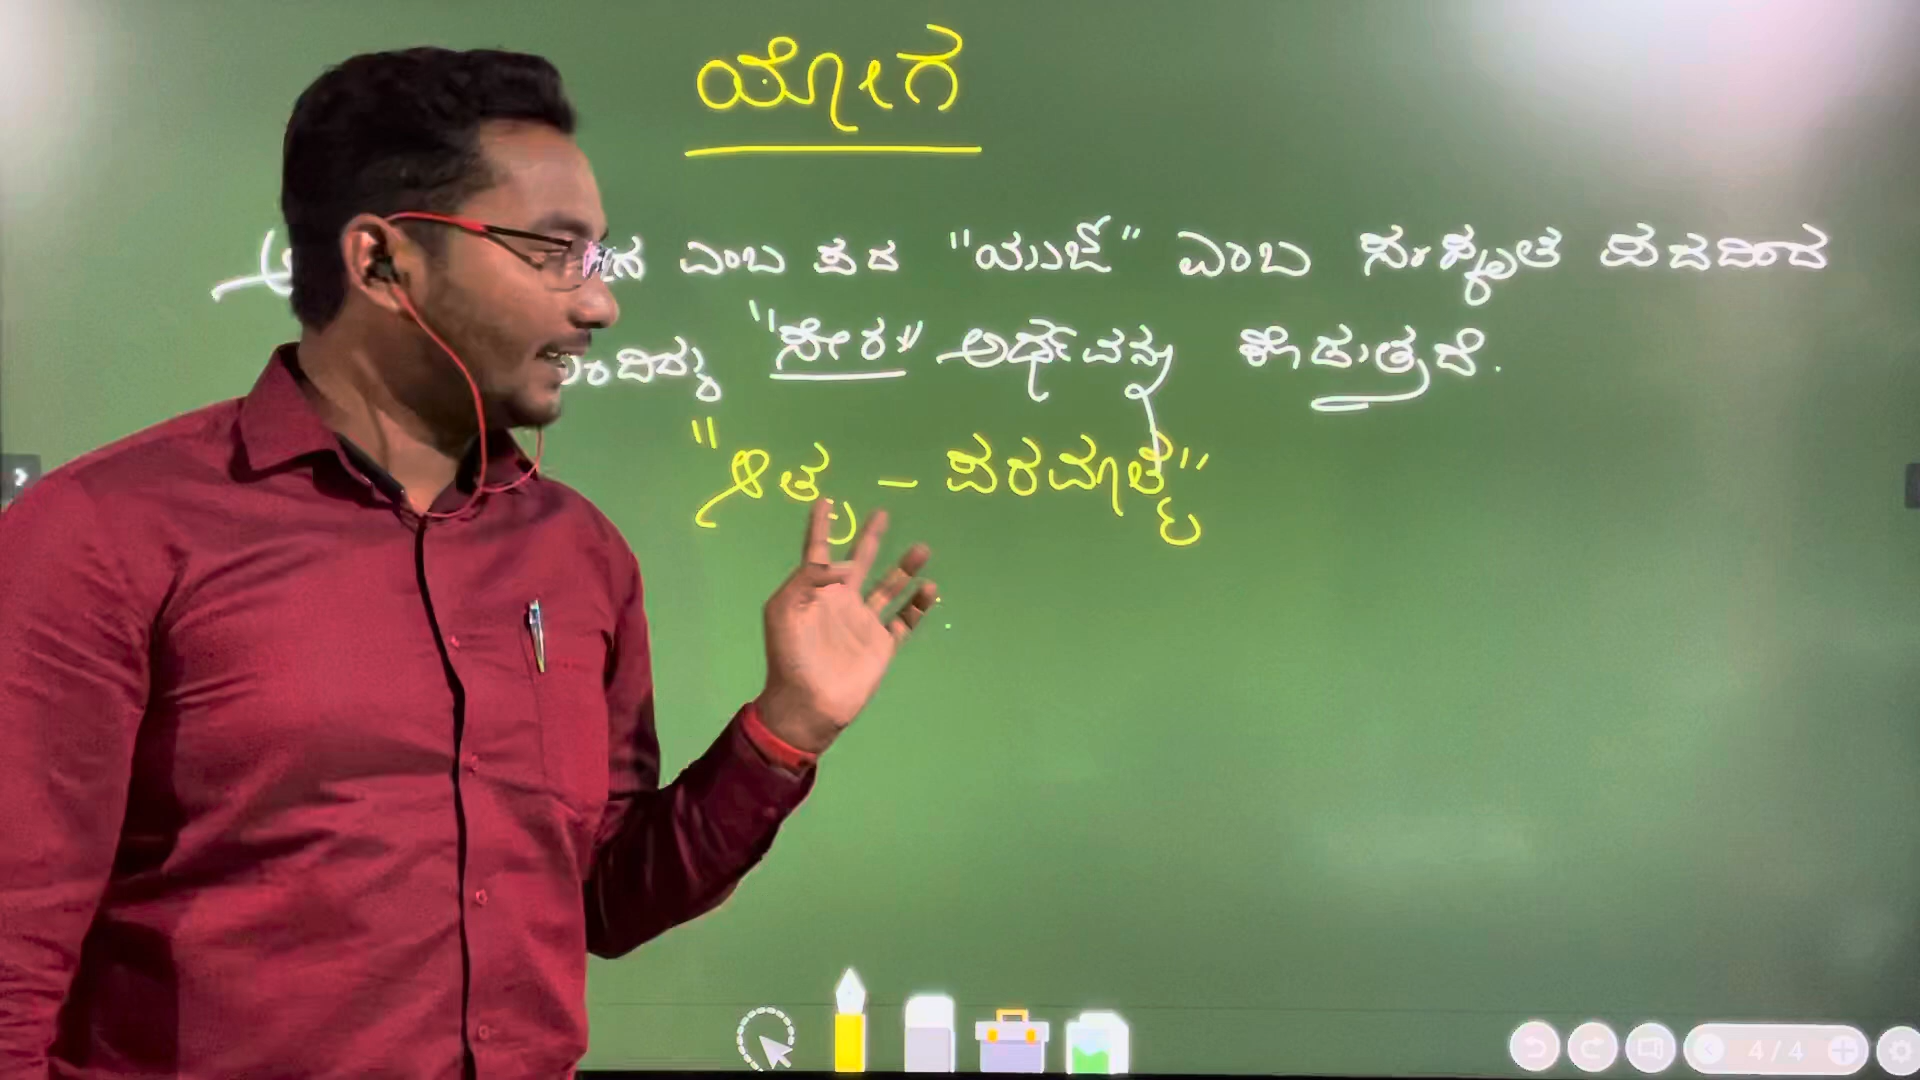 ಯೋಗ
ಎಂಬ ಪದ "ಯುಜ್" ಎಂಬ ಸಂಸ್ಕೃತ ಪದದಿಂದ
ಬಂದಿದ್ದು "ಸೇರು" ಅರ್ಥವನ್ನು ಕೊಡುತ್ತದೆ.
"ಆತ್ಮ - ಪರಮಾತ್ಮ"
4 / 4